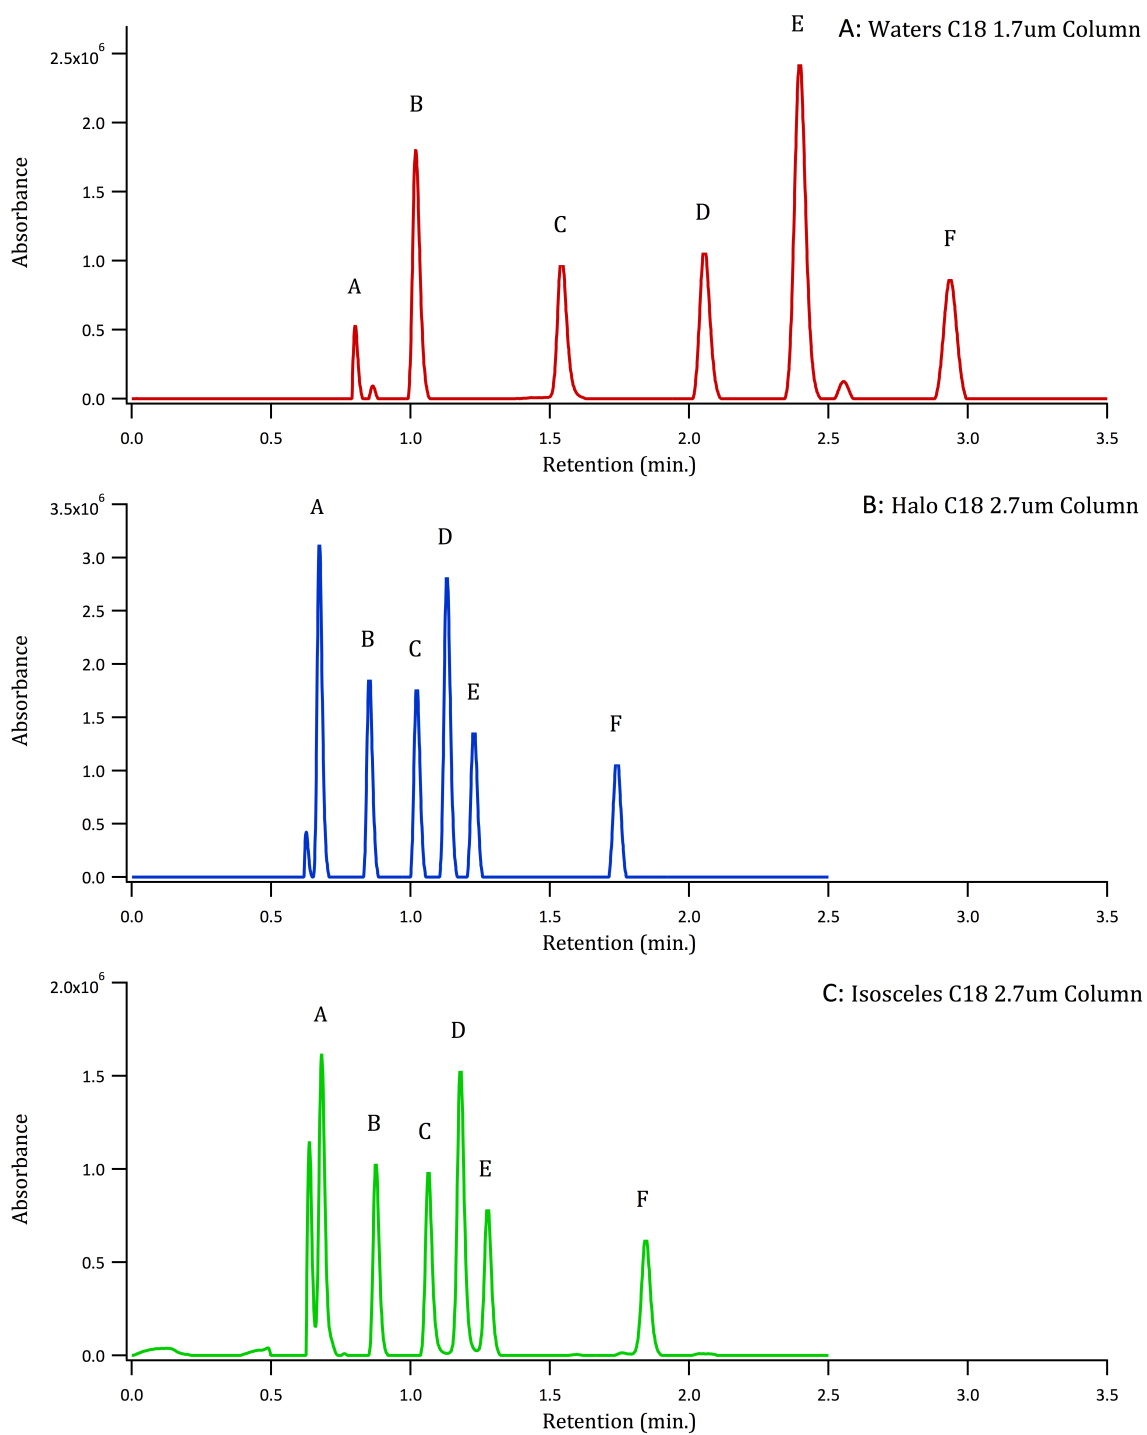 A: Waters C18 1.7um Column
E
B
D
C
F
A
2.5x10⁶
2.0
1.5
1.0
0.5
0.0
Absorbance
0.0 0.5 1.0 1.5 2.0 2.5 3.0 3.5
Retention (min.)
B: Halo C18 2.7um Column
A
D
B
C
E
F
3.5x10⁶
3.0
2.5
2.0
1.5
1.0
0.5
0.0
Absorbance
0.0 0.5 1.0 1.5 2.0 2.5 3.0 3.5
Retention (min.)
C: Isosceles C18 2.7um Column
A
D
B
C
E
F
2.0x10⁶
1.5
1.0
0.5
0.0
Absorbance
0.0 0.5 1.0 1.5 2.0 2.5 3.0 3.5
Retention (min.)